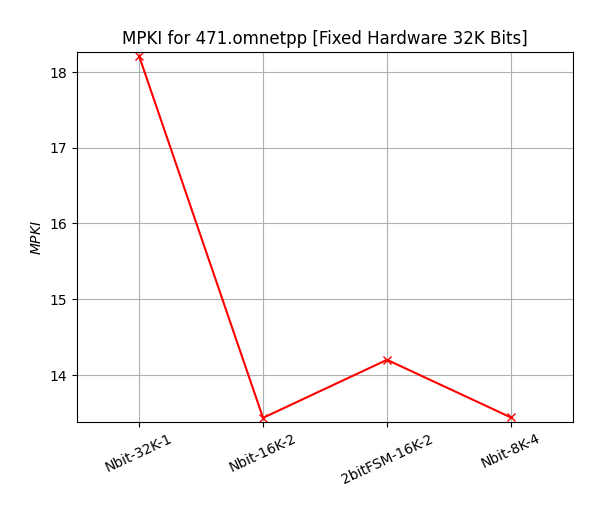 MPKI for 471.omnetpp [Fixed Hardware 32K Bits]
18
17
16
15
14
MPKI
Nbit-32K-1
Nbit-16K-2
2bitFSM-16K-2
Nbit-8K-4